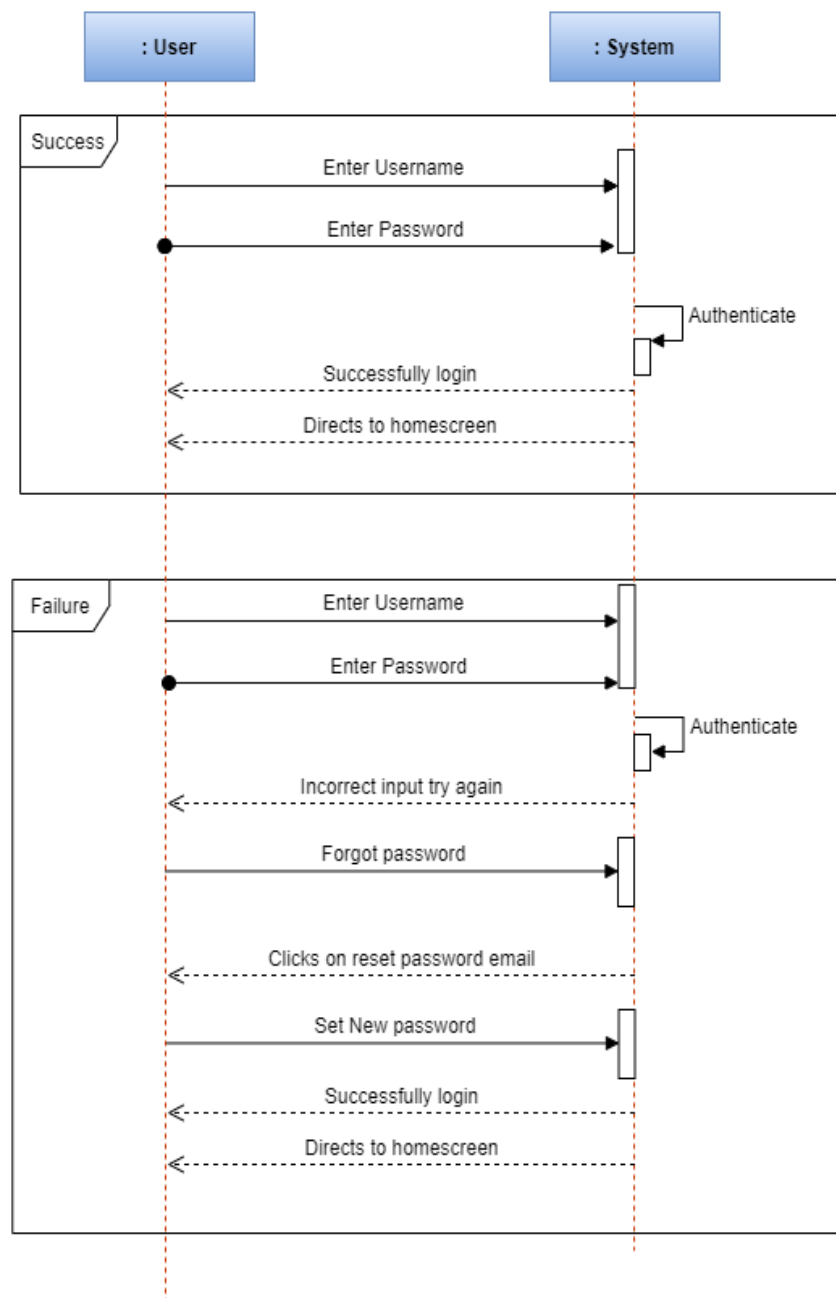 : User
: System
Success
Enter Username
Enter Password
Authenticate
Successfully login
Directs to homescreen
Failure
Enter Username
Enter Password
Authenticate
Incorrect input try again
Forgot password
Clicks on reset password email
Set New password
Successfully login
Directs to homescreen